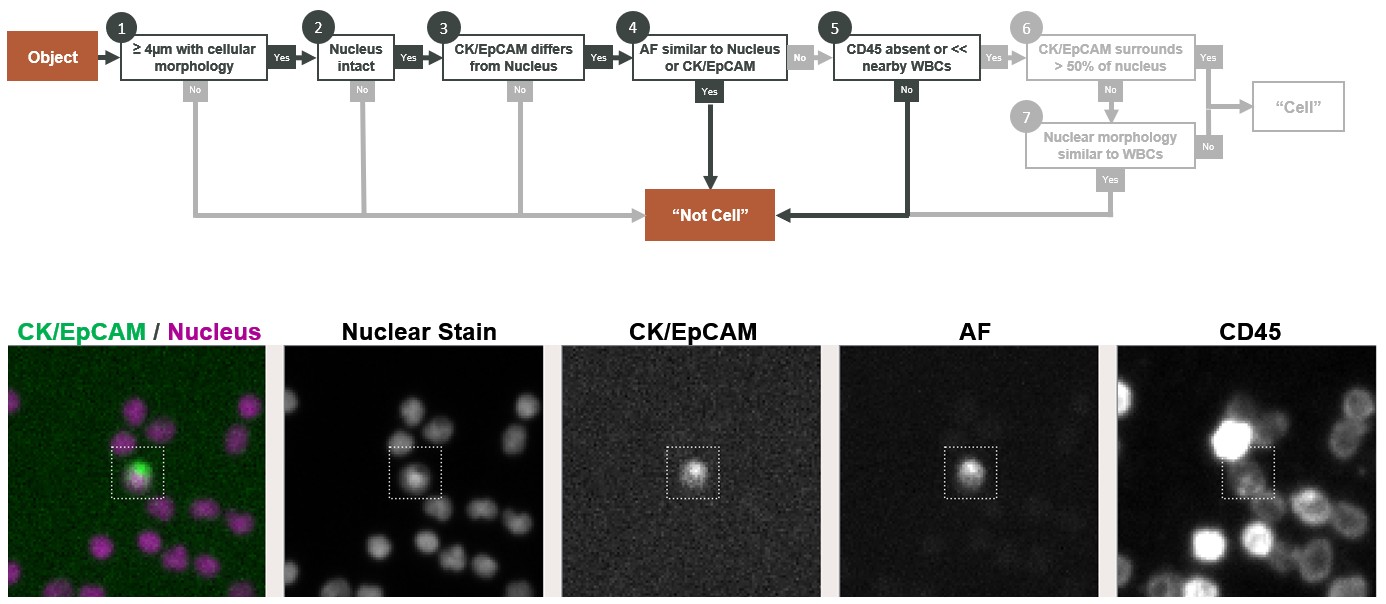 1
2
3
4
5
6
Object
≥ 4µm with cellular
morphology
Yes
Nucleus
intact
Yes
CK/EpCAM differs
from Nucleus
Yes
AF similar to Nucleus
or CK/EpCAM
No
CD45 absent or <<
nearby WBCs
Yes
CK/EpCAM surrounds
> 50% of nucleus
Yes
No
No
No
Yes
No
No
“Cell”
7
Nuclear morphology
similar to WBCs
No
Yes
“Not Cell”
CK/EpCAM / Nucleus
Nuclear Stain
CK/EpCAM
AF
CD45